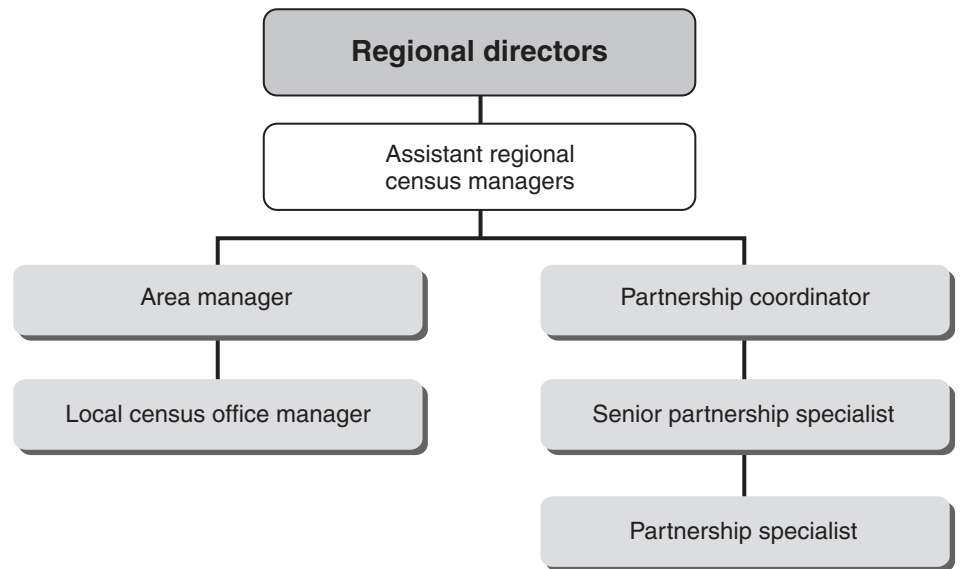 Regional directors
Assistant regional
census managers
Area manager
Partnership coordinator
Local census office manager
Senior partnership specialist
Partnership specialist